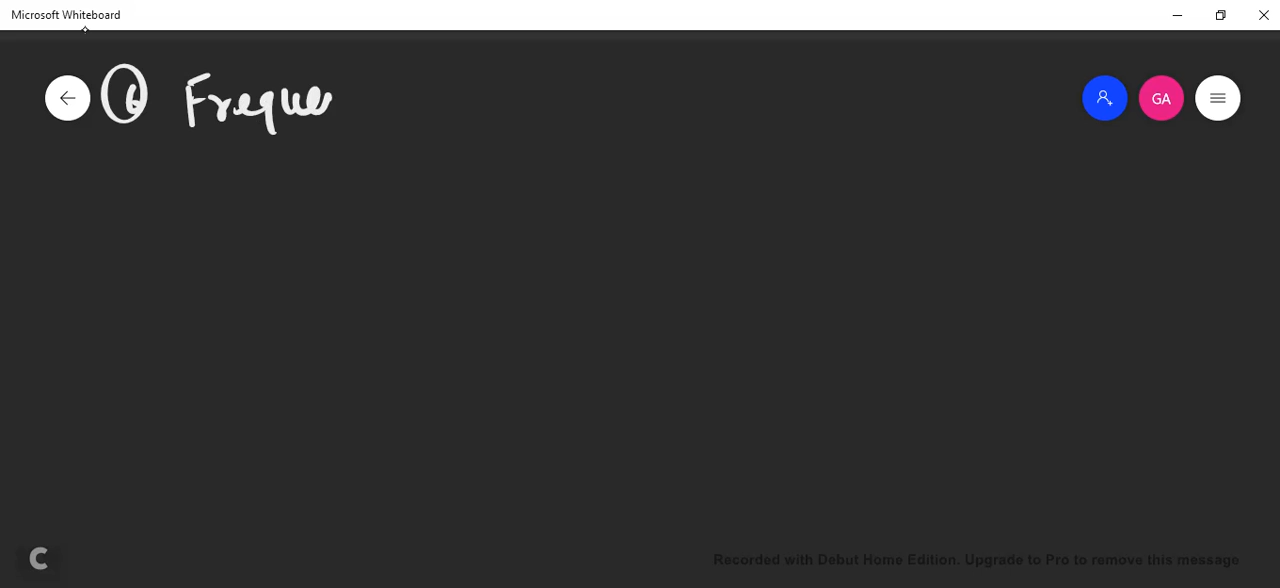 Microsoft Whiteboard
Freque
GA
C
Recorded with Debut Home Edition. Upgrade to Pro to remove this message